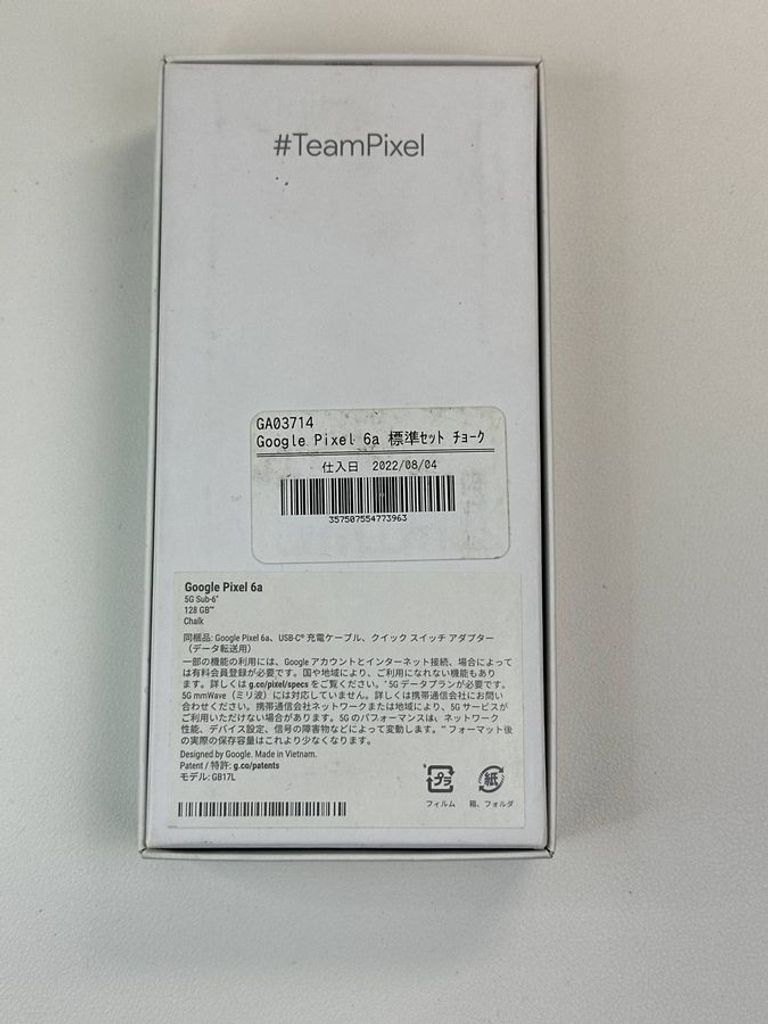 #TeamPixel
GA03714
Google Pixel 6a 標準ｾｯﾄ ﾁｮｰｸ
仕入日 2022/08/04
357507554773963
Google Pixel 6a
5G Sub-6*
128 GB**
Chalk
同梱品: Google Pixel 6a、USB-C® 充電ケーブル、クイック スイッチ アダプター
（データ転送用）
一部の機能の利用には、Google アカウントとインターネット接続、場合によって
は有料会員登録が必要です。国や地域により、ご利用になれない機能もあり
ます。詳しくは g.co/pixel/specs をご覧ください。*5G データプランが必要です。
5G mmWave（ミリ波）には対応していません。詳しくは携帯通信会社にお問い
合わせください。携帯通信会社ネットワークまたは地域により、5G サービスが
ご利用いただけない場合があります。5G のパフォーマンスは、ネットワーク
性能、デバイス設定、信号の障害物などによって変動します。**フォーマット後
の実際の保存容量はこれより少なくなります。
Designed by Google. Made in Vietnam.
Patent / 特許: g.co/patents
モデル: GB17L
プラ
紙
フィルム
箱、フォルダ